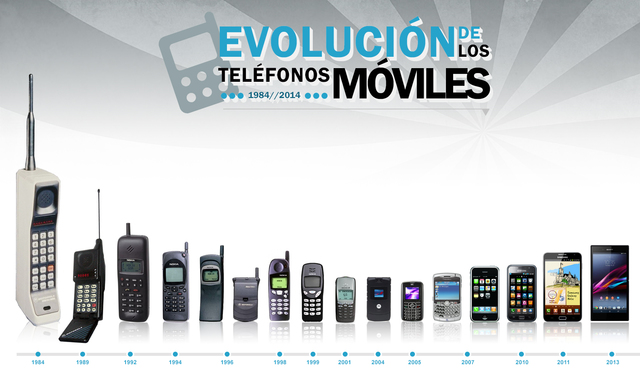 EVOLUCIÓN DE LOS
TELÉFONOS MÓVILES
1984//2014
1984 1989 1992 1994 1996 1998 1999 2001 2004 2005 2007 2010 2011 2013